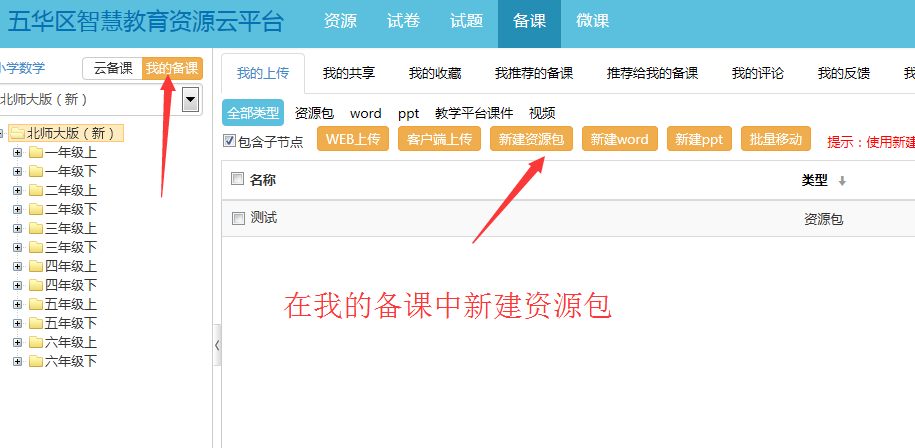 五华区智慧教育资源云平台 资源 试卷 试题 备课 微课
小学数学 云备课 我的备课
我的上传 我的共享 我的收藏 我推荐的备课 推荐给我的备课 我的评论 我的反馈 我
北师大版（新）
全部类型 资源包 word ppt 教学平台课件 视频
北师大版（新）
包含子节点 WEB上传 客户端上传 新建资源包 新建word 新建ppt 批量移动 提示：使用新建
一年级上
一年级下
二年级上
二年级下
三年级上
三年级下
四年级上
四年级下
五年级上
五年级下
六年级上
六年级下
名称 类型
测试 资源包
在我的备课中新建资源包